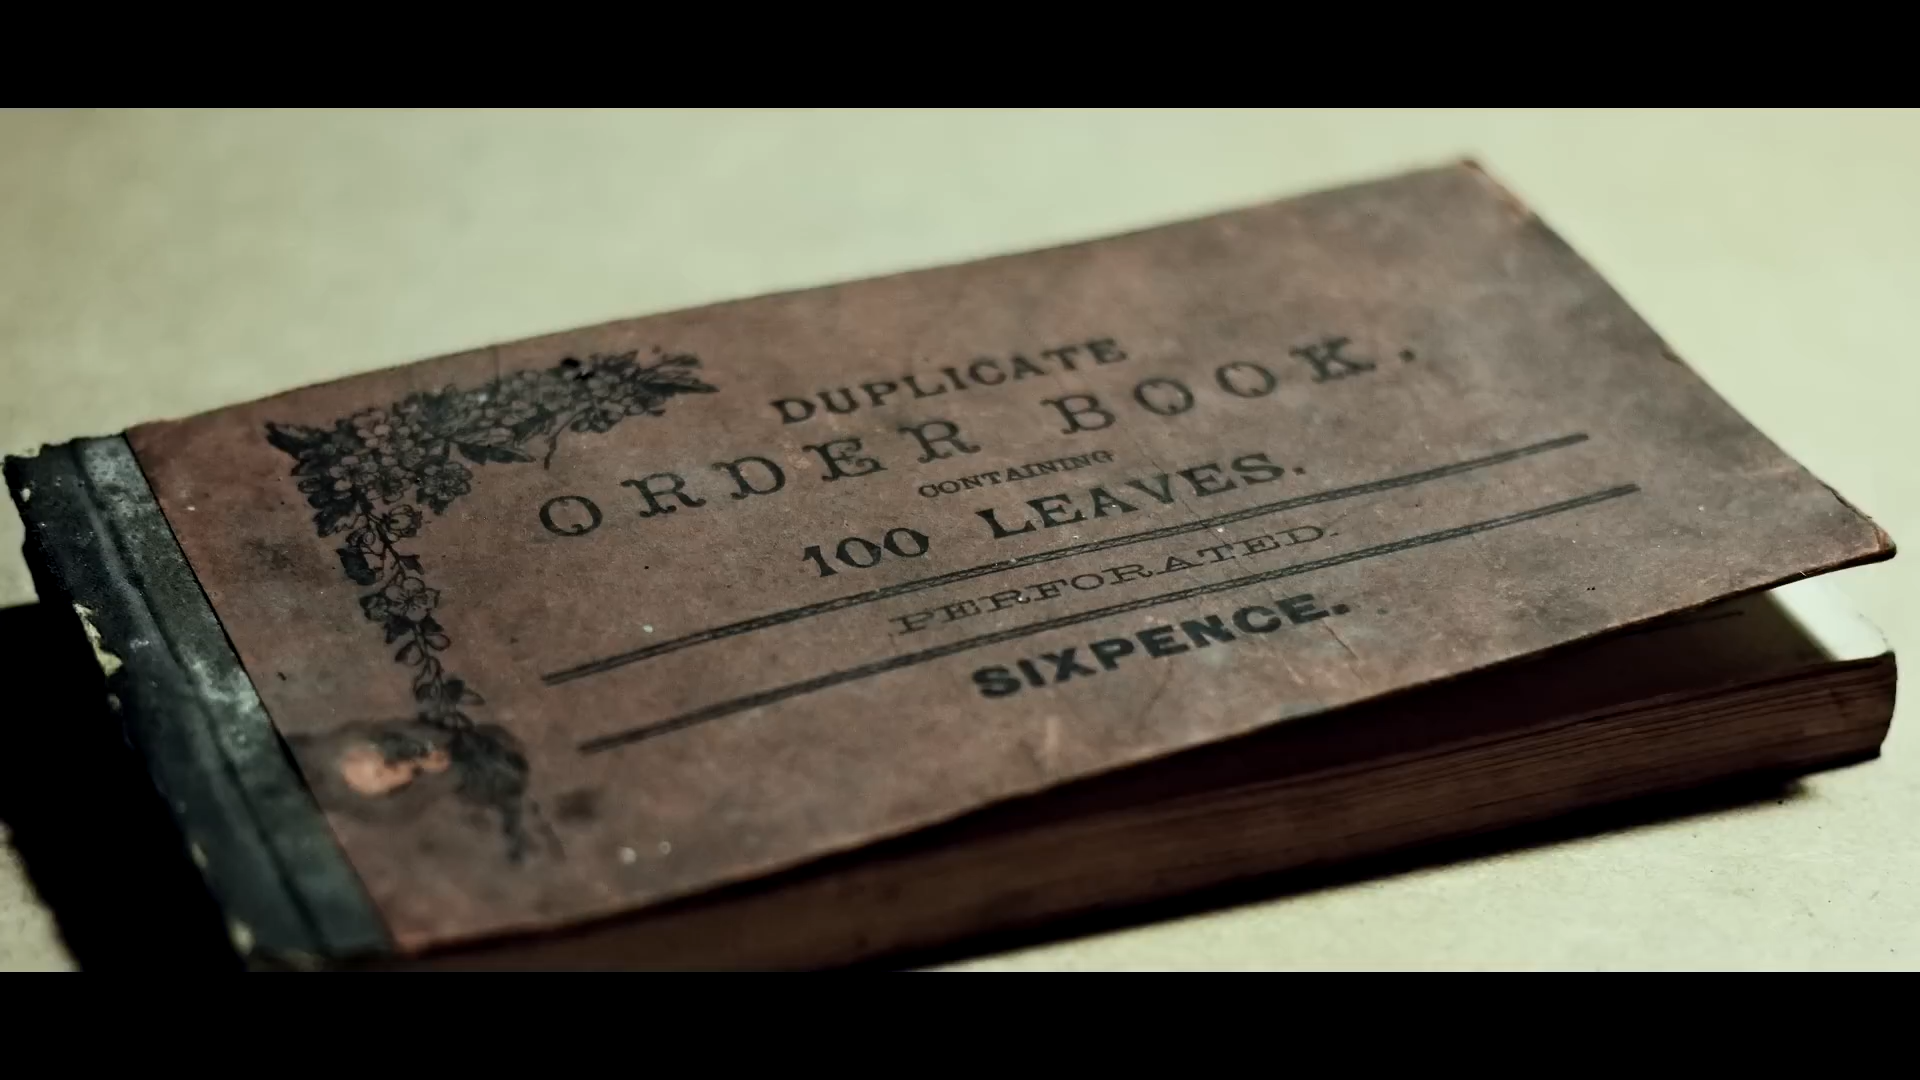 DUPLICATE
ORDER BOOK.
CONTAINING
100 LEAVES.
PERFORATED.
SIXPENCE.